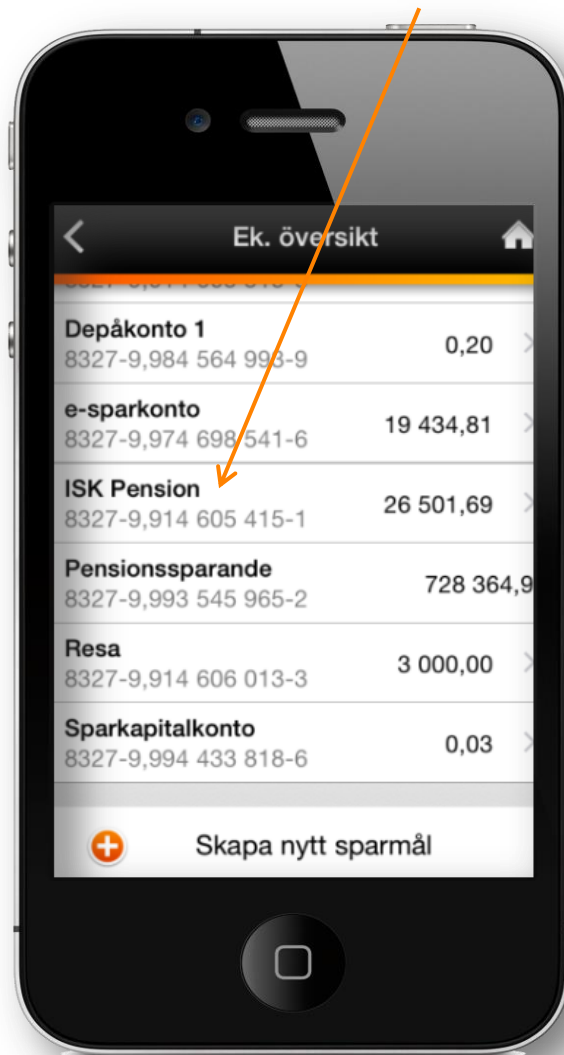 Ek. översikt
Depåkonto 1
8327-9,984 564 993-9
0,20
e-sparkonto
8327-9,974 698 541-6
19 434,81
ISK Pension
8327-9,914 605 415-1
26 501,69
Pensionssparande
8327-9,993 545 965-2
728 364,9
Resa
8327-9,914 606 013-3
3 000,00
Sparkapitalkonto
8327-9,994 433 818-6
0,03
Skapa nytt sparmål